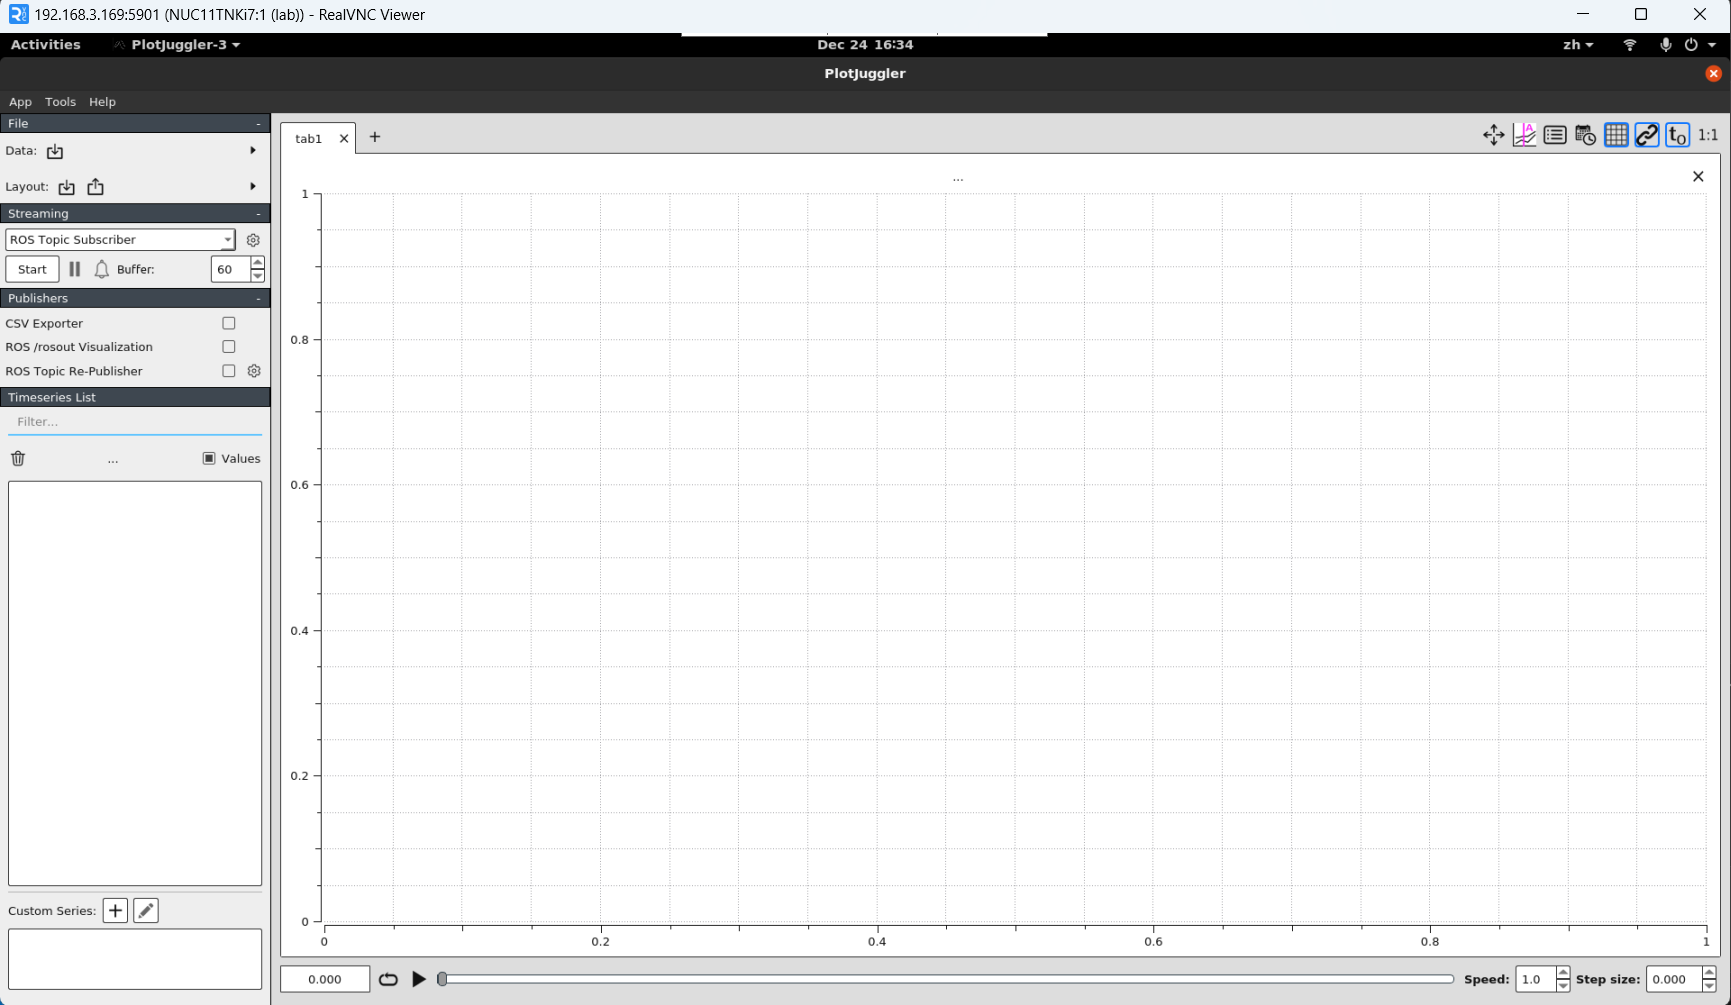 192.168.3.169:5901 (NUC11TNKi7:1 (lab)) - RealVNC Viewer
Activities PlotJuggler-3 Dec 24 16:34 zh
PlotJuggler
App Tools Help
File -
Data:
Layout:
Streaming -
ROS Topic Subscriber
Start Buffer: 60
Publishers -
CSV Exporter
ROS /rosout Visualization
ROS Topic Re-Publisher
Timeseries List
Filter...
... Values
Custom Series:
tab1
1:1
...
1
0.8
0.6
0.4
0.2
0
0 0.2 0.4 0.6 0.8 1
0.000 Speed: 1.0 Step size: 0.000